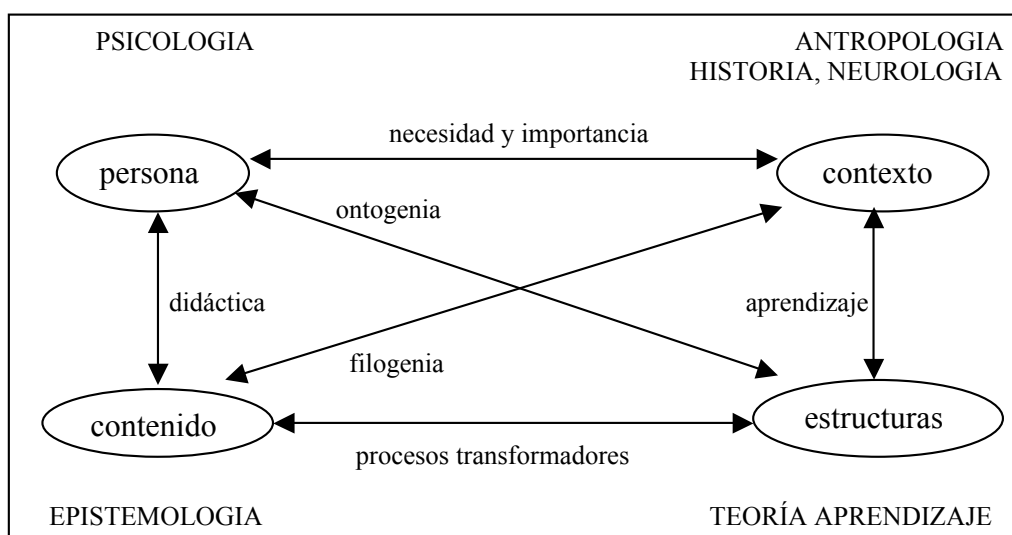 PSICOLOGIA
ANTROPOLOGIA
HISTORIA, NEUROLOGIA
necesidad y importancia
persona
contexto
ontogenia
didáctica
aprendizaje
filogenia
contenido
estructuras
procesos transformadores
EPISTEMOLOGIA
TEORÍA APRENDIZAJE